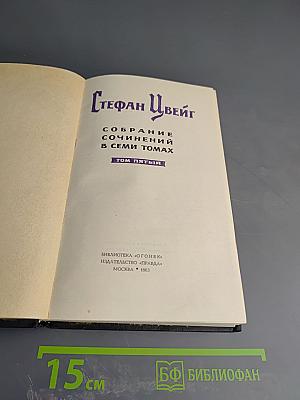 Стефан Цвейг
СОБРАНИЕ
СОЧИНЕНИЙ
В СЕМИ ТОМАХ
ТОМ ПЯТЫЙ
БИБЛИОТЕКА «ОГОНЕК»
ИЗДАТЕЛЬСТВО «ПРАВДА»
МОСКВА • 1963
15 см
БФ БИБЛИОФАН